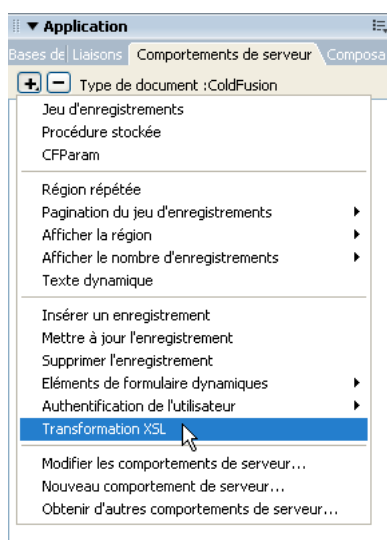 Application
Bases de Liaisons Comportements de serveur Composa
Type de document :ColdFusion
Jeu d'enregistrements
Procédure stockée
CFParam
Région répétée
Pagination du jeu d'enregistrements
Afficher la région
Afficher le nombre d'enregistrements
Texte dynamique
Insérer un enregistrement
Mettre à jour l'enregistrement
Supprimer l'enregistrement
Eléments de formulaire dynamiques
Authentification de l'utilisateur
Transformation XSL
Modifier les comportements de serveur...
Nouveau comportement de serveur...
Obtenir d'autres comportements de serveur...